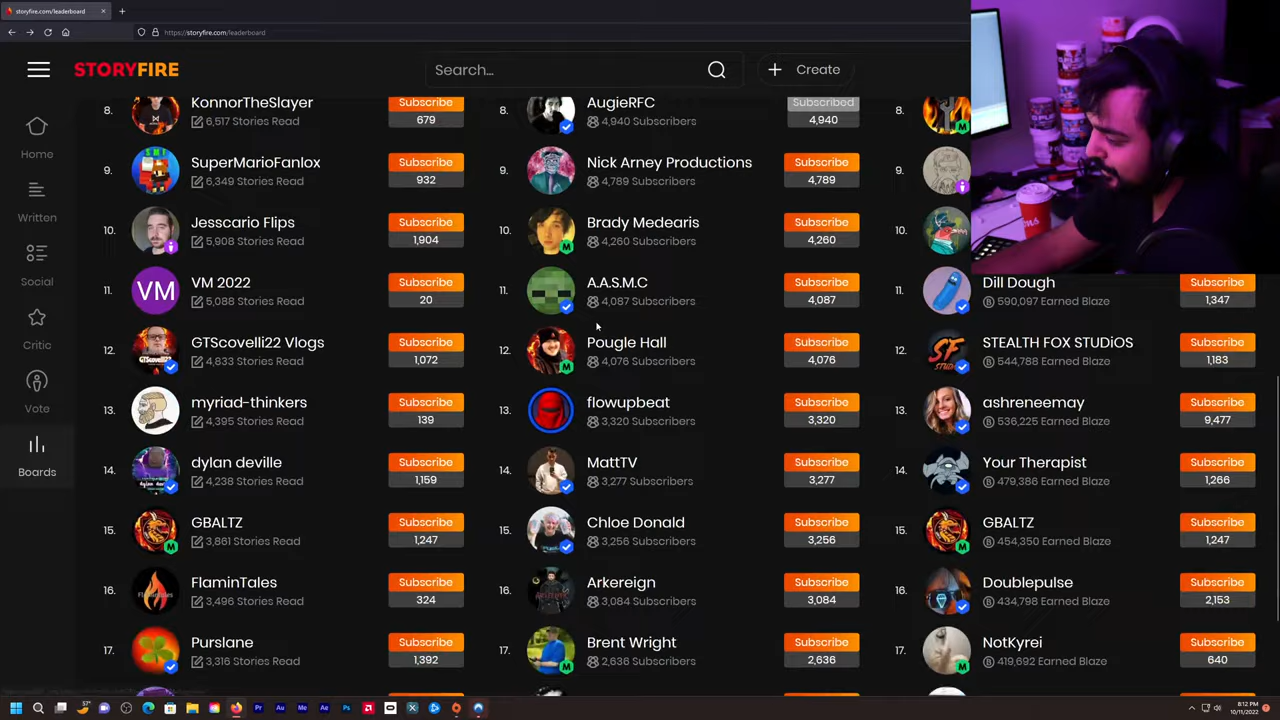 storyfire.com/leaderboard
https://storyfire.com/leaderboard
STORYFIRE
Search...
+ Create
Home
Written
Social
Critic
Vote
Boards
8. KonnorTheSlayer
6,517 Stories Read
Subscribe
679
9. SuperMarioFanlox
6,349 Stories Read
Subscribe
932
10. Jesscario Flips
5,908 Stories Read
Subscribe
1,904
11. VM VM 2022
5,088 Stories Read
Subscribe
20
12. GTScovelli22 Vlogs
4,833 Stories Read
Subscribe
1,072
13. myriad-thinkers
4,395 Stories Read
Subscribe
139
14. dylan deville
4,238 Stories Read
Subscribe
1,159
15. GBALTZ
3,861 Stories Read
Subscribe
1,247
16. FlaminTales
3,496 Stories Read
Subscribe
324
17. Purslane
3,316 Stories Read
Subscribe
1,392
8. AugieRFC
4,940 Subscribers
Subscribed
4,940
9. Nick Arney Productions
4,789 Subscribers
Subscribe
4,789
10. Brady Medearis
4,260 Subscribers
Subscribe
4,260
11. A.A.S.M.C
4,087 Subscribers
Subscribe
4,087
12. Pougle Hall
4,076 Subscribers
Subscribe
4,076
13. flowupbeat
3,320 Subscribers
Subscribe
3,320
14. MattTV
3,277 Subscribers
Subscribe
3,277
15. Chloe Donald
3,256 Subscribers
Subscribe
3,256
16. Arkereign
3,084 Subscribers
Subscribe
3,084
17. Brent Wright
2,636 Subscribers
Subscribe
2,636
8.
9.
10.
11. Dill Dough
590,097 Earned Blaze
Subscribe
1,347
12. STEALTH FOX STUDiOS
544,788 Earned Blaze
Subscribe
1,183
13. ashreneemay
536,225 Earned Blaze
Subscribe
9,477
14. Your Therapist
479,386 Earned Blaze
Subscribe
1,266
15. GBALTZ
454,350 Earned Blaze
Subscribe
1,247
16. Doublepulse
434,798 Earned Blaze
Subscribe
2,153
17. NotKyrei
419,692 Earned Blaze
Subscribe
640
57°
8:12 PM
10/11/2022